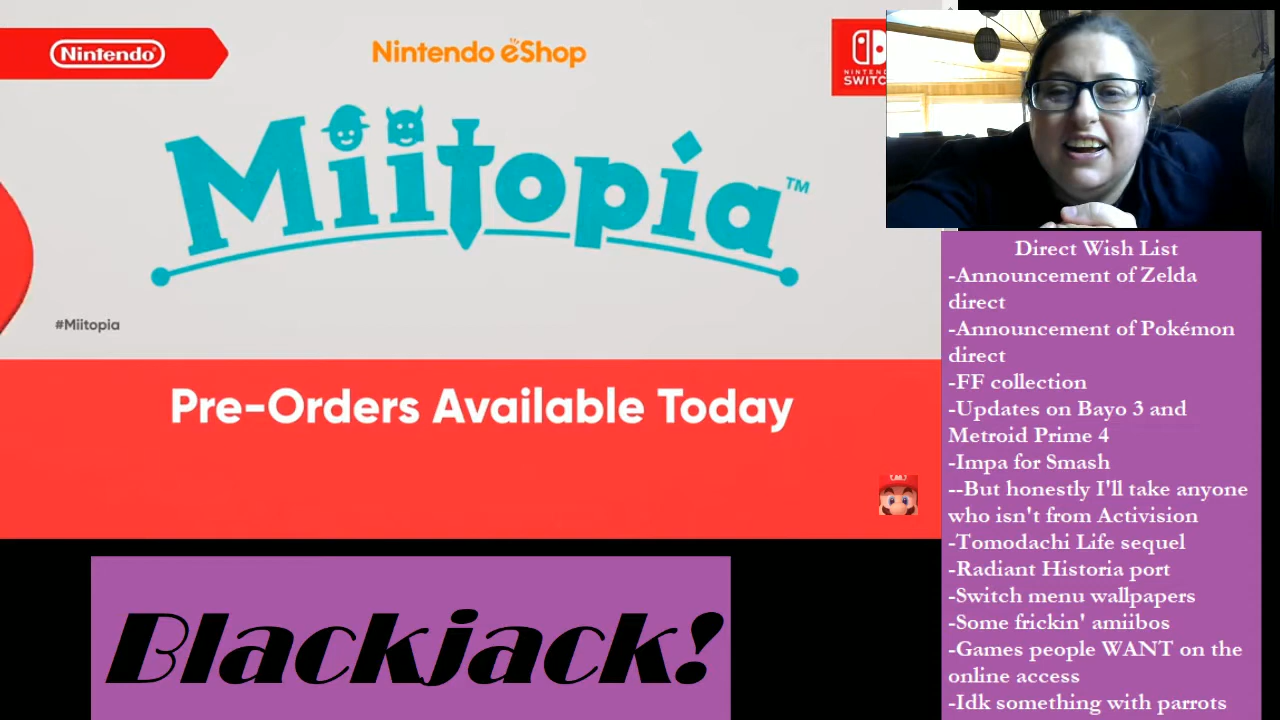 Nintendo
Nintendo eShop
NINTENDO
SWITCH
Miitopia™
#Miitopia
Pre-Orders Available Today
Blackjack!
Direct Wish List
-Announcement of Zelda
direct
-Announcement of Pokémon
direct
-FF collection
-Updates on Bayo 3 and
Metroid Prime 4
-Impa for Smash
--But honestly I'll take anyone
who isn't from Activision
-Tomodachi Life sequel
-Radiant Historia port
-Switch menu wallpapers
-Some frickin' amiibos
-Games people WANT on the
online access
-Idk something with parrots